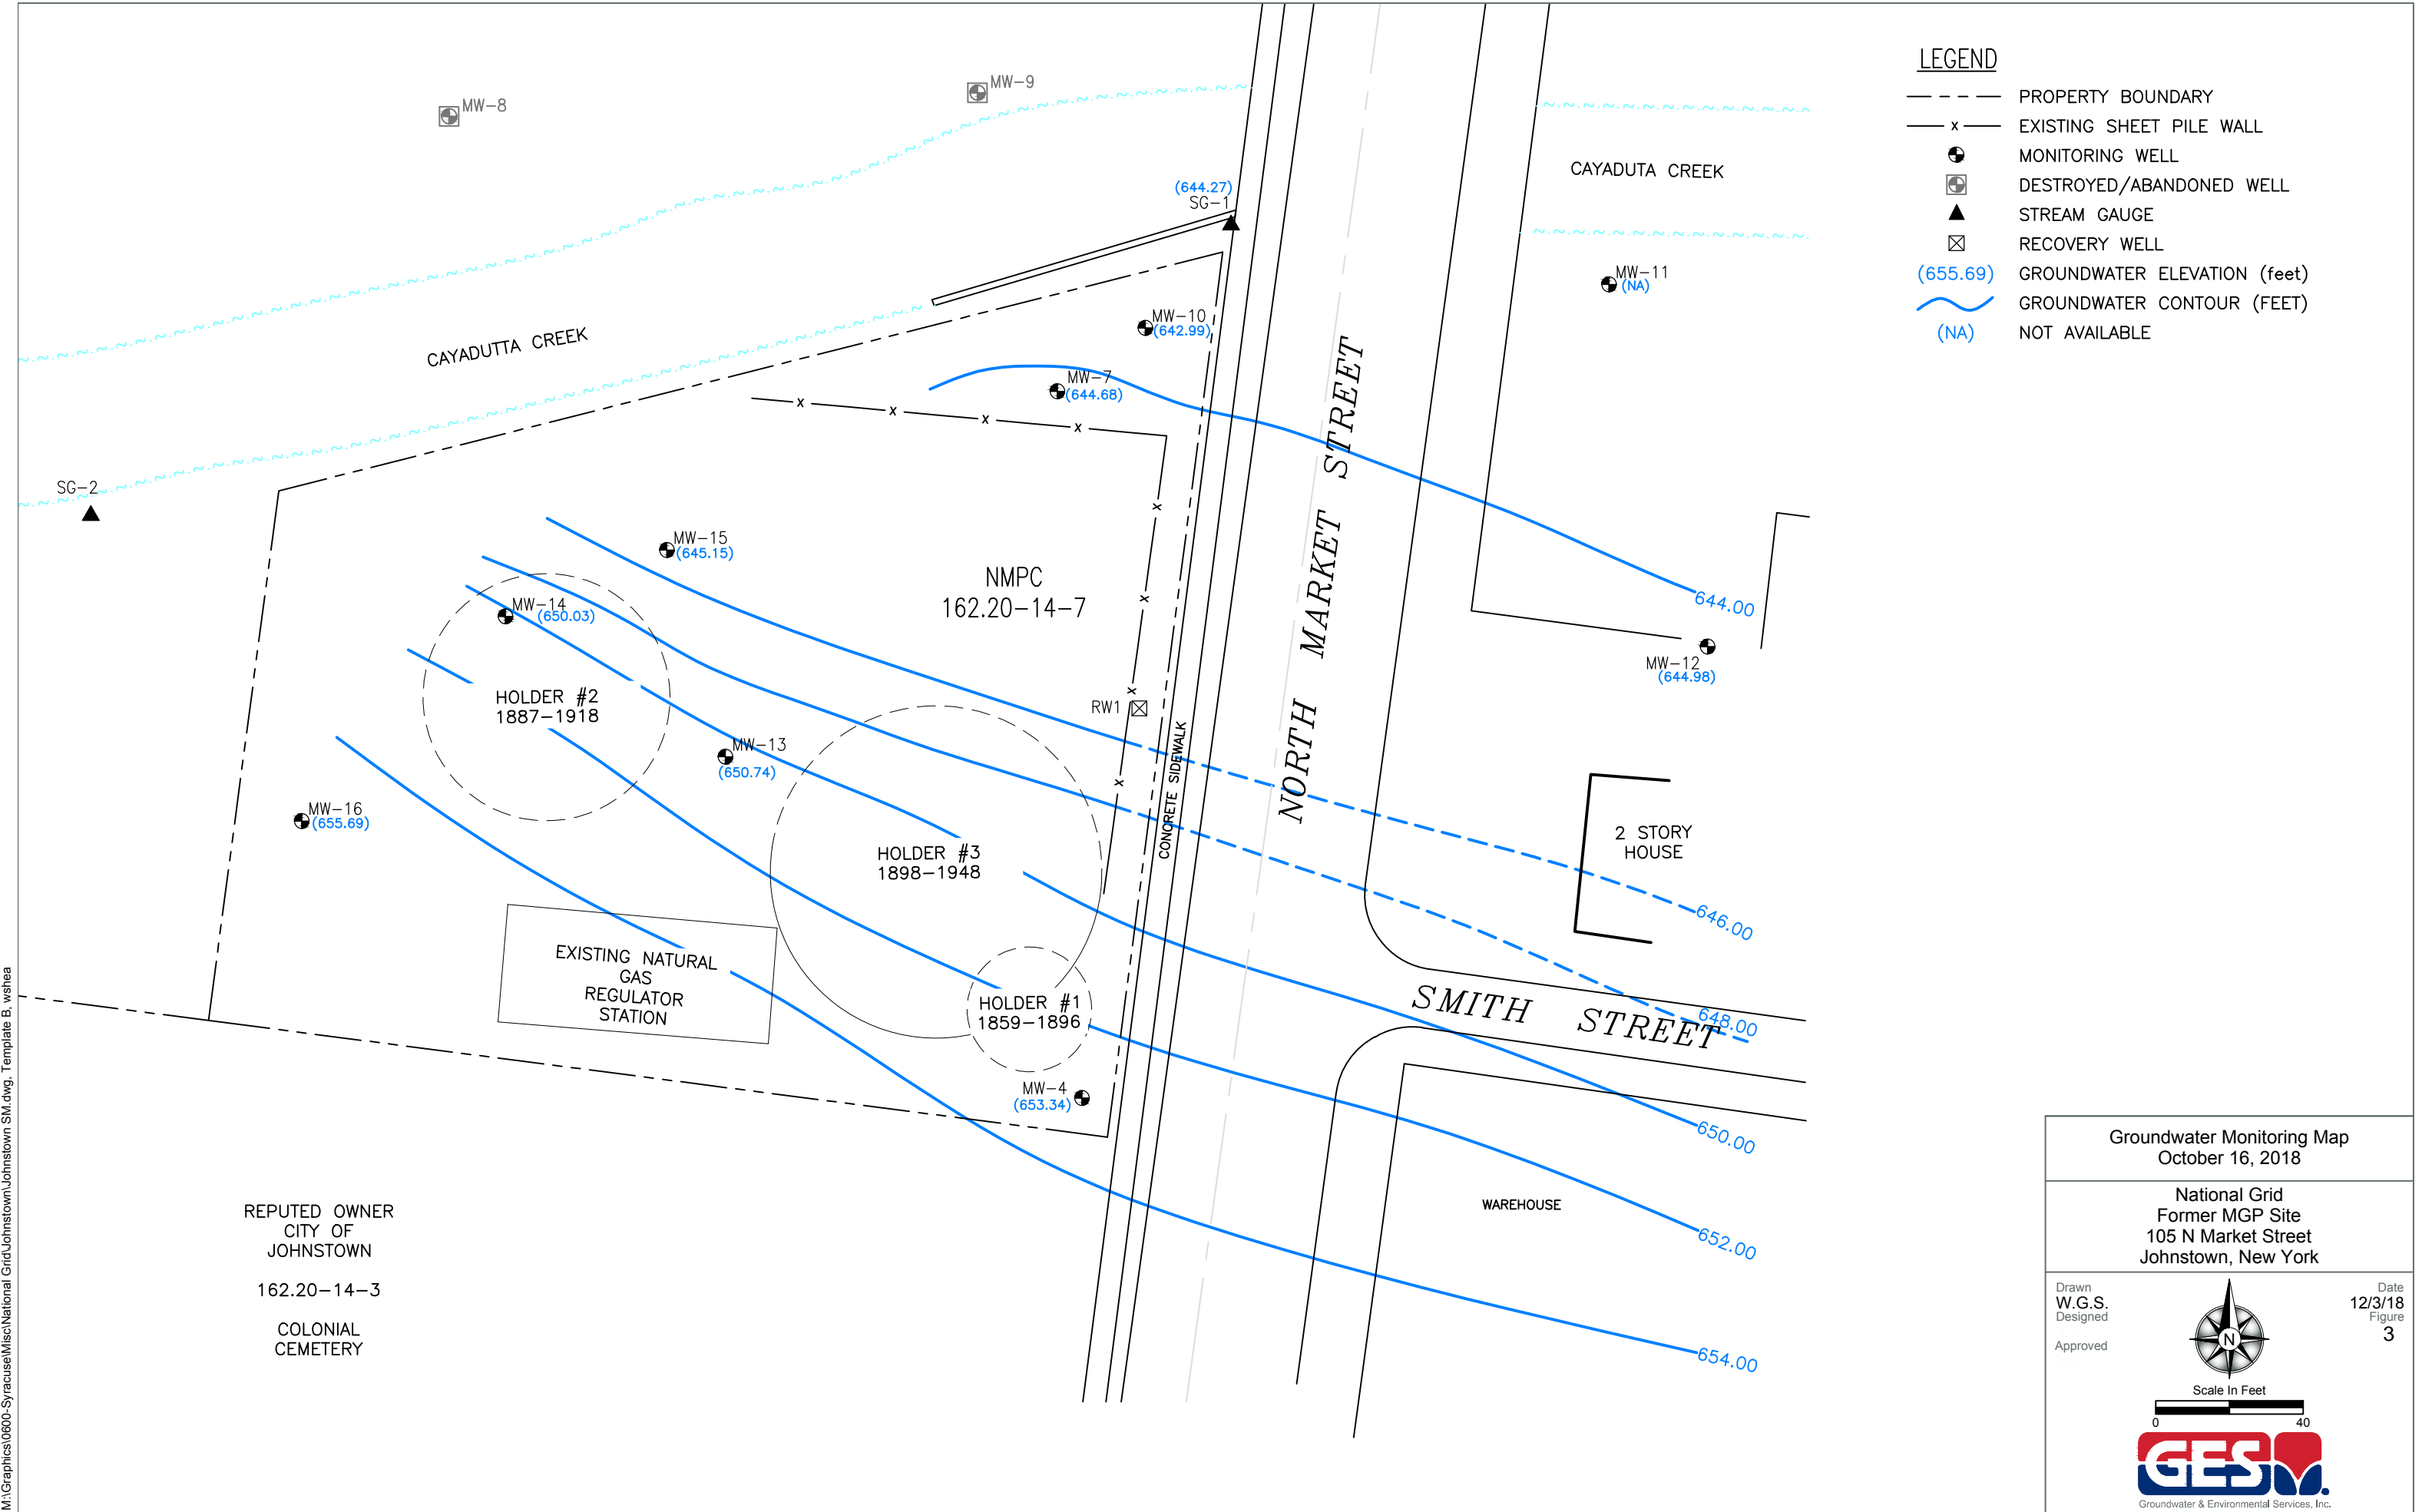 MW-8
MW-9
(644.27)
SG-1
CAYADUTTA CREEK
CAYADUTA CREEK
MW-11
(NA)
MW-10
(642.99)
MW-7
(644.68)
x x x x
x x x x
SG-2
MW-15
(645.15)
NMPC
162.20-14-7
MW-14
(650.03)
644.00
MW-12
(644.98)
HOLDER #2
1887-1918
RW1
MW-13
(650.74)
CONCRETE SIDEWALK
NORTH MARKET STREET
MW-16
(655.69)
HOLDER #3
1898-1948
2 STORY
HOUSE
646.00
EXISTING NATURAL
GAS
REGULATOR
STATION
HOLDER #1
1859-1896
SMITH STREET
648.00
MW-4
(653.34)
650.00
WAREHOUSE
652.00
654.00
REPUTED OWNER
CITY OF
JOHNSTOWN
162.20-14-3
COLONIAL
CEMETERY
LEGEND
PROPERTY BOUNDARY
x EXISTING SHEET PILE WALL
MONITORING WELL
DESTROYED/ABANDONED WELL
STREAM GAUGE
RECOVERY WELL
(655.69) GROUNDWATER ELEVATION (feet)
GROUNDWATER CONTOUR (FEET)
(NA) NOT AVAILABLE
Groundwater Monitoring Map
October 16, 2018
National Grid
Former MGP Site
105 N Market Street
Johnstown, New York
Drawn
W.G.S.
Designed
Approved
Date
12/3/18
Figure
3
N
Scale In Feet
0 40
GES
Groundwater & Environmental Services, Inc.
M:\Graphics\0600-Syracuse\Misc\National Grid\Johnstown\Johnstown SM.dwg, Template B, wshea